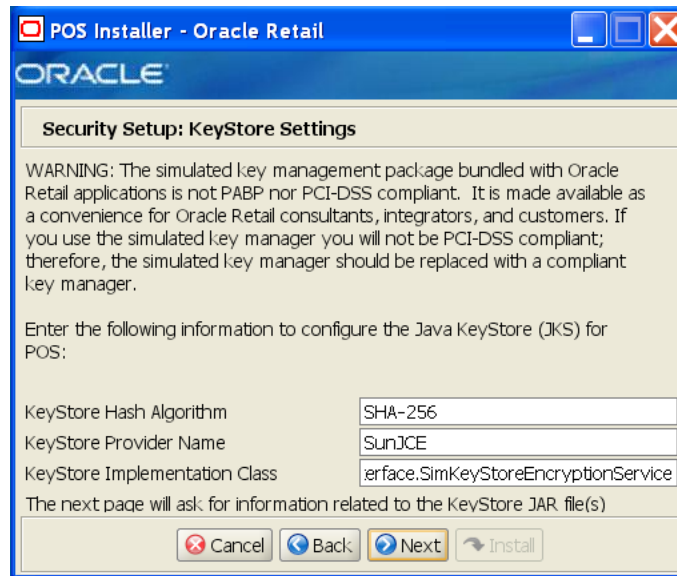 POS Installer - Oracle Retail
ORACLE
Security Setup: KeyStore Settings
WARNING: The simulated key management package bundled with Oracle
Retail applications is not PABP nor PCI-DSS compliant. It is made available as
a convenience for Oracle Retail consultants, integrators, and customers. If
you use the simulated key manager you will not be PCI-DSS compliant;
therefore, the simulated key manager should be replaced with a compliant
key manager.
Enter the following information to configure the Java KeyStore (JKS) for
POS:
KeyStore Hash Algorithm SHA-256
KeyStore Provider Name SunJCE
KeyStore Implementation Class erface.SimKeyStoreEncryptionService
The next page will ask for information related to the KeyStore JAR file(s)
Cancel Back Next Install